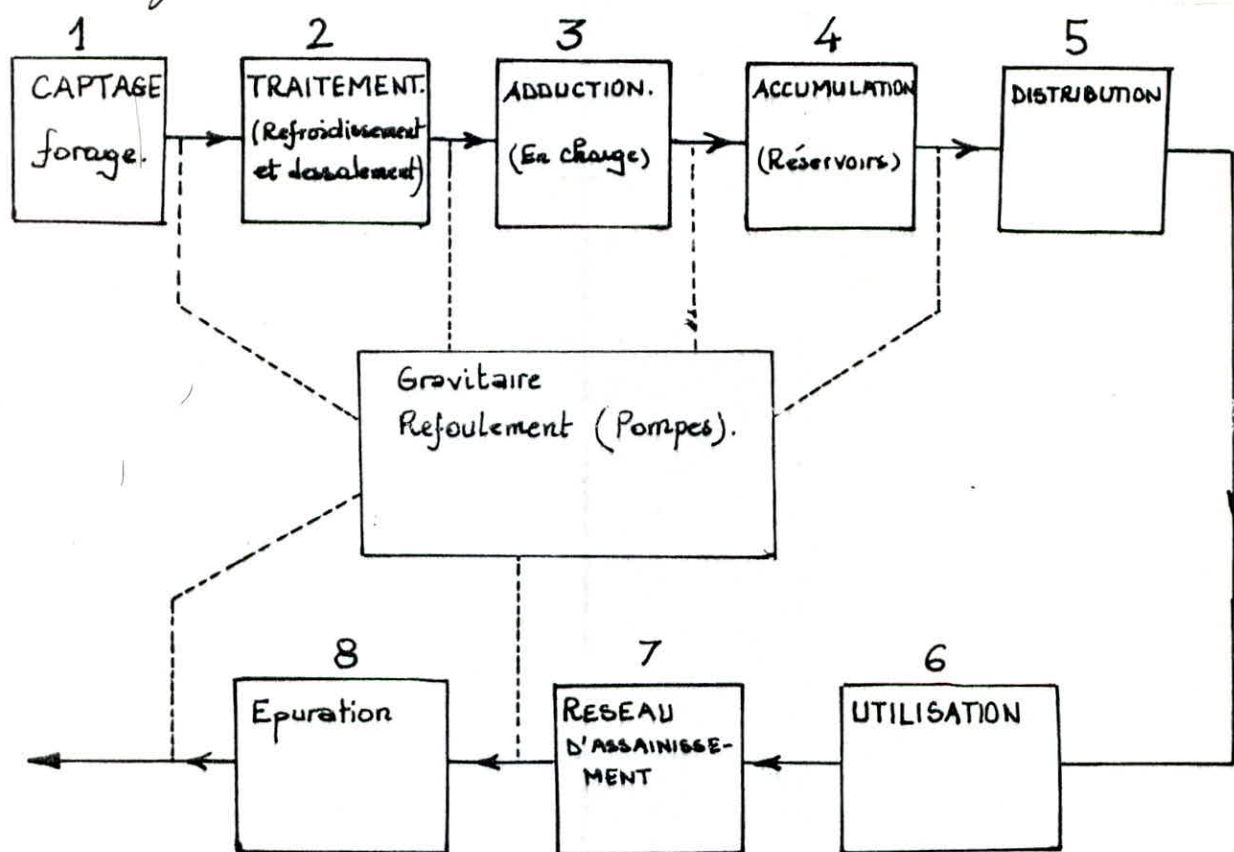 1
CAPTAGE
forage.
2
TRAITEMENT.
(Refroidissement
et dessalement)
3
ADDUCTION.
(En charge)
4
ACCUMULATION
(Réservoirs)
5
DISTRIBUTION
Gravitaire
Refoulement (Pompes).
8
Epuration
7
RESEAU
D'ASSAINISSE-
MENT
6
UTILISATION